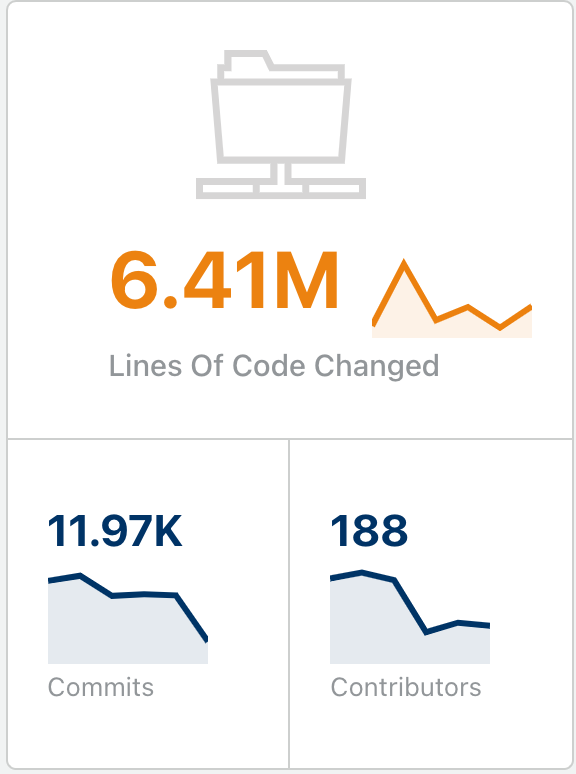 6.41M
Lines Of Code Changed
11.97K
Commits
188
Contributors